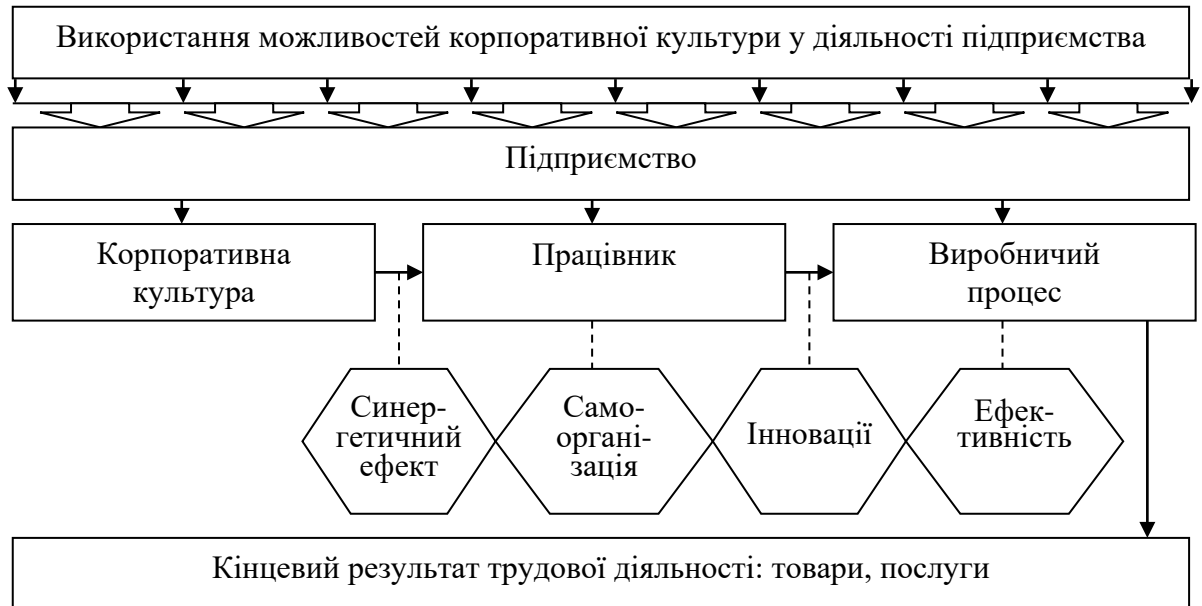 Використання можливостей корпоративної культури у діяльності підприємства
Підприємство
Корпоративна
культура
Працівник
Виробничий
процес
Синер-
гетичний
ефект
Само-
органі-
зація
Інновації
Ефек-
тивність
Кінцевий результат трудової діяльності: товари, послуги